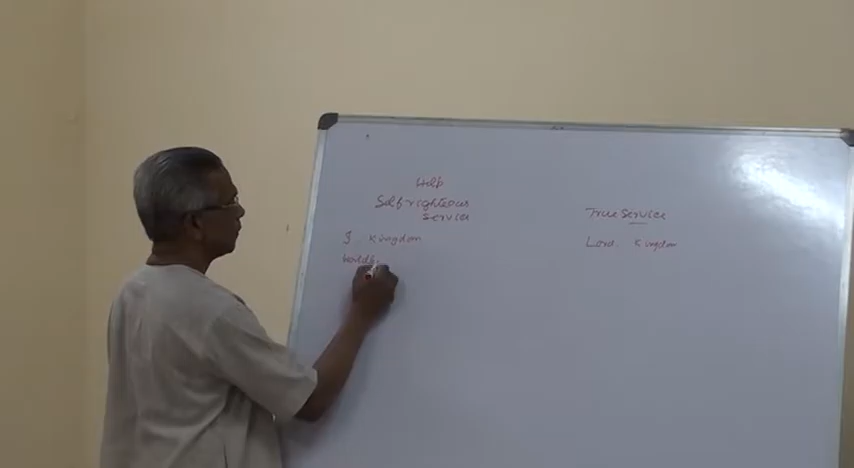 Help
Self righteous
Service
I Kingdom
Worldly
True Service
Lord Kingdom